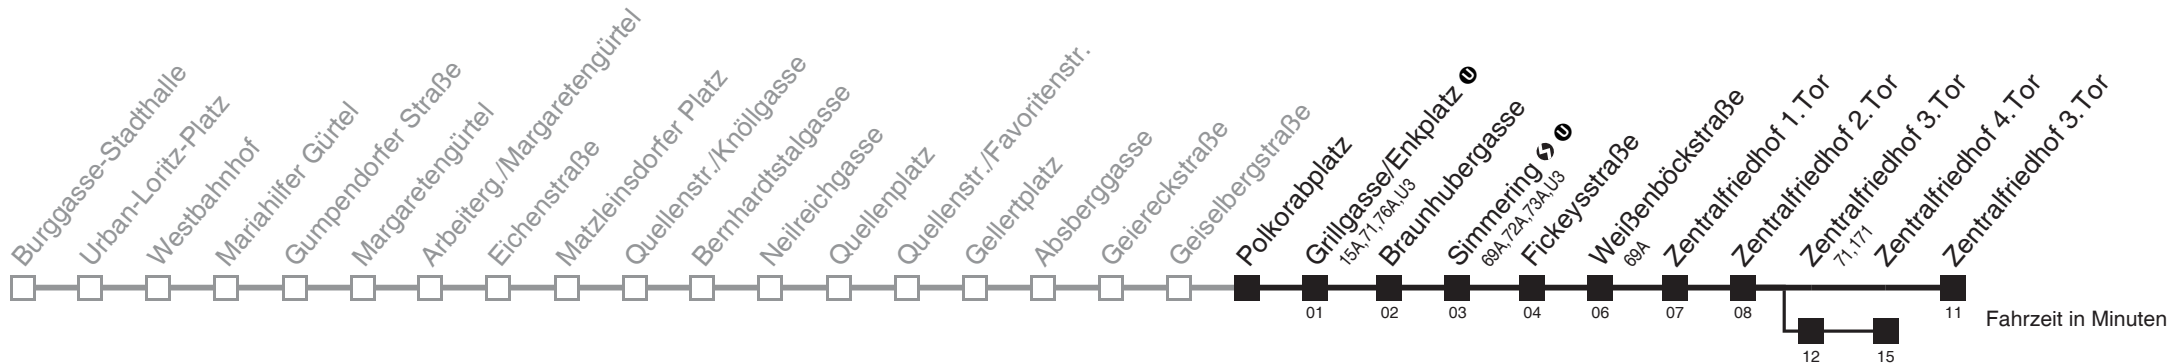 Burggasse-Stadthalle
Urban-Loritz-Platz
Westbahnhof
Mariahilfer Gürtel
Gumpendorfer Straße
Margaretengürtel
Arbeiterg./Margaretengürtel
Eichenstraße
Matzleinsdorfer Platz
Quellenstr./Knöllgasse
Bernhardtstalgasse
Neilreichgasse
Quellenplatz
Quellenstr./Favoritenstr.
Gellertplatz
Absberggasse
Geiereckstraße
Geiselbergstraße
Polkorabplatz
Grillgasse/Enkplatz U
15A,71,76A,U3
Braunhubergasse
Simmering S U
69A,72A,73A,U3
Fickeysstraße
Weißenböckstraße
69A
Zentralfriedhof 1.Tor
Zentralfriedhof 2.Tor
Zentralfriedhof 3.Tor
71,171
Zentralfriedhof 4.Tor
Zentralfriedhof 3.Tor
01 02 03 04 06 07 08 11
Fahrzeit in Minuten
12 15